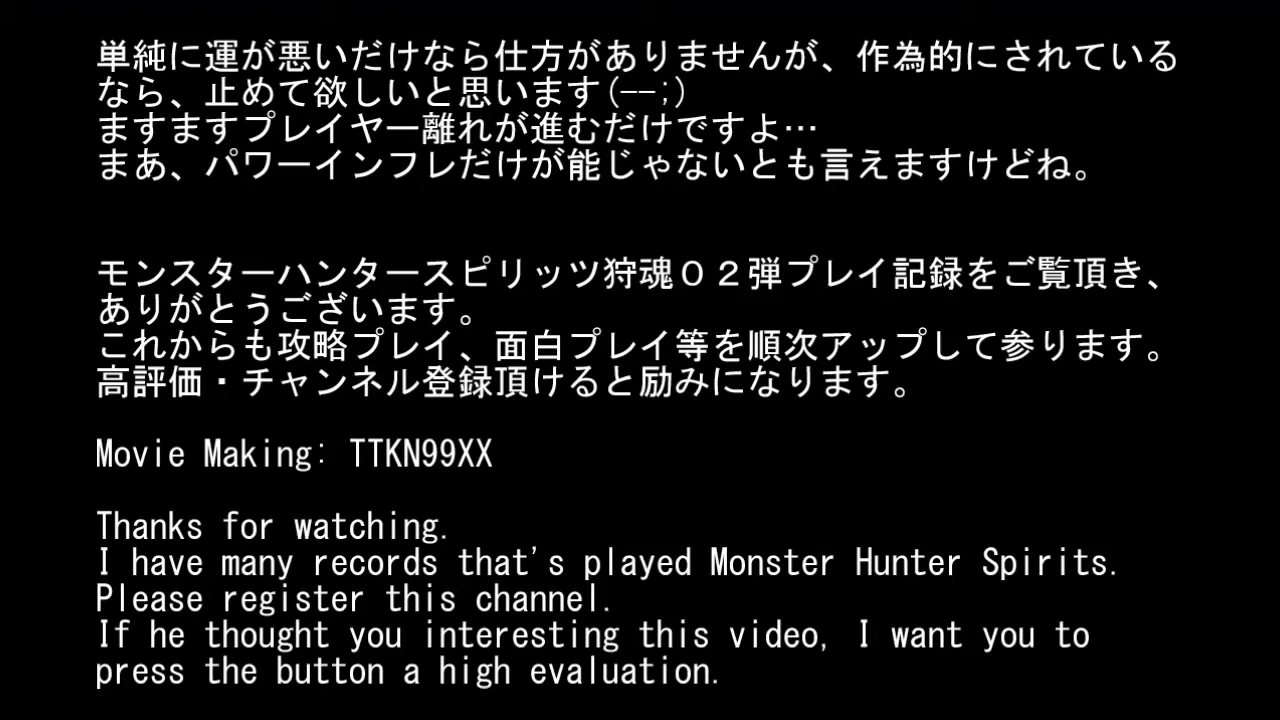 単純に運が悪いだけなら仕方がありませんが、作為的にされている
なら、止めて欲しいと思います(--;)
ますますプレイヤー離れが進むだけですよ…
まあ、パワーインフレだけが能じゃないとも言えますけどね。
モンスターハンタースピリッツ狩魂０２弾プレイ記録をご覧頂き、
ありがとうございます。
これからも攻略プレイ、面白プレイ等を順次アップして参ります。
高評価・チャンネル登録頂けると励みになります。
Movie Making: TTKN99XX
Thanks for watching.
I have many records that's played Monster Hunter Spirits.
Please register this channel.
If he thought you interesting this video, I want you to
press the button a high evaluation.